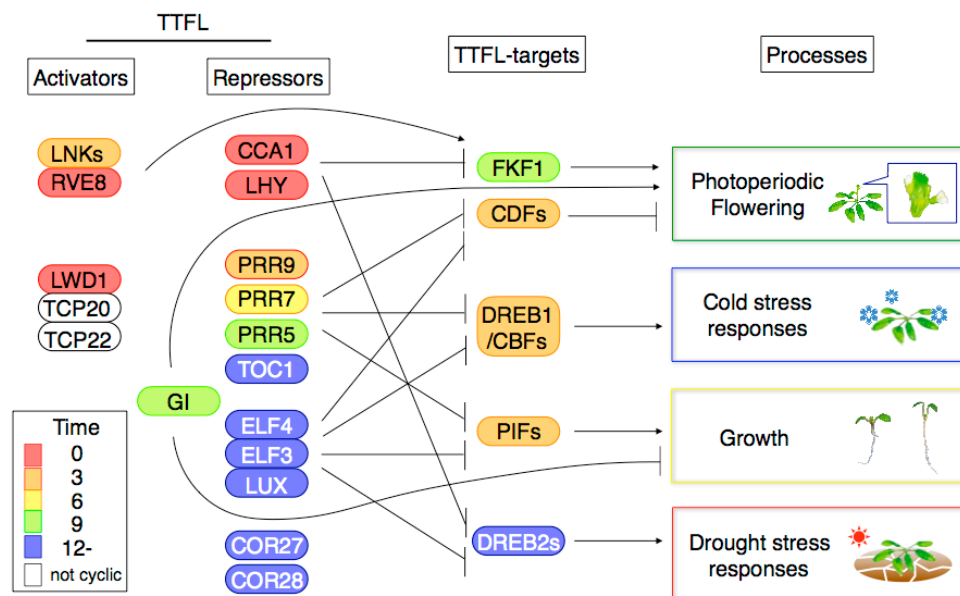 TTFL
Activators
Repressors
TTFL-targets
Processes
LNKs
RVE8
LWD1
TCP20
TCP22
CCA1
LHY
PRR9
PRR7
PRR5
TOC1
GI
ELF4
ELF3
LUX
COR27
COR28
FKF1
CDFs
DREB1
/CBFs
PIFs
DREB2s
Photoperiodic
Flowering
Cold stress
responses
Growth
Drought stress
responses
Time
0
3
6
9
12-
not cyclic